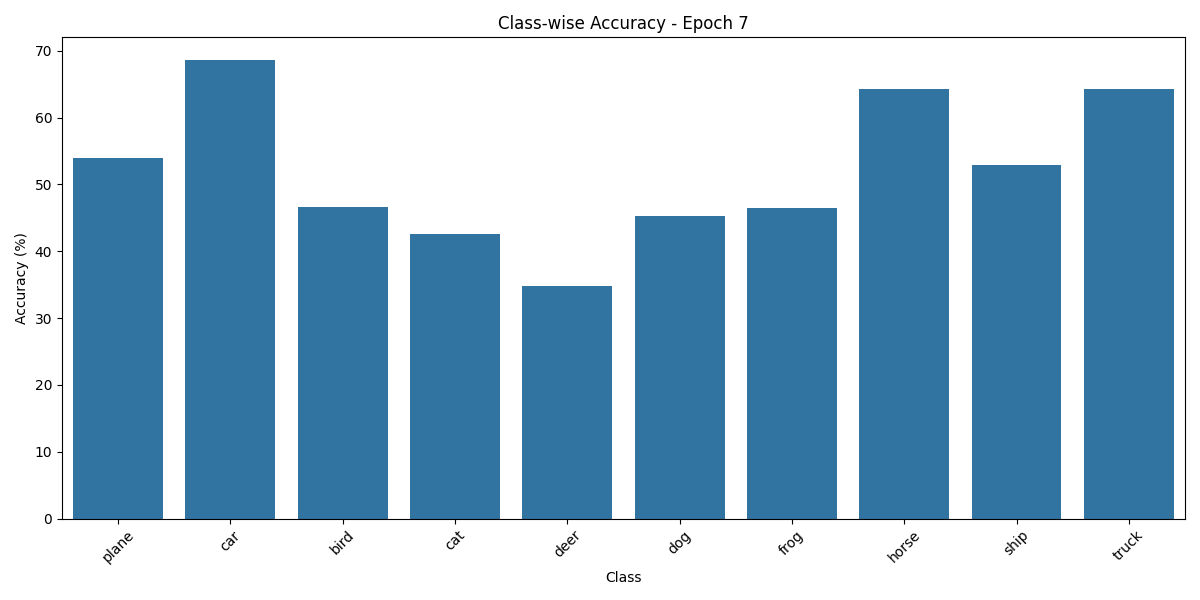 Class-wise Accuracy - Epoch 7
Accuracy (%)
70
60
50
40
30
20
10
0
plane
car
bird
cat
deer
dog
frog
horse
ship
truck
Class